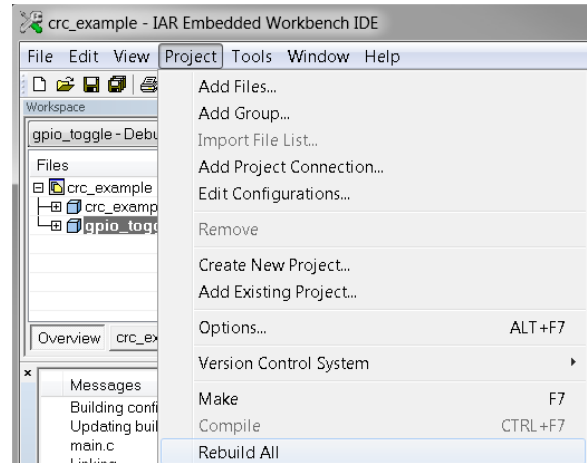 crc_example - IAR Embedded Workbench IDE
File Edit View Project Tools Window Help
Workspace
gpio_toggle - Debu
Files
crc_example
crc_examp
gpio_togg
Overview crc_ex
Messages
Building confi
Updating buil
main.c
Linking
Add Files...
Add Group...
Import File List...
Add Project Connection...
Edit Configurations...
Remove
Create New Project...
Add Existing Project...
Options... ALT+F7
Version Control System
Make F7
Compile CTRL+F7
Rebuild All